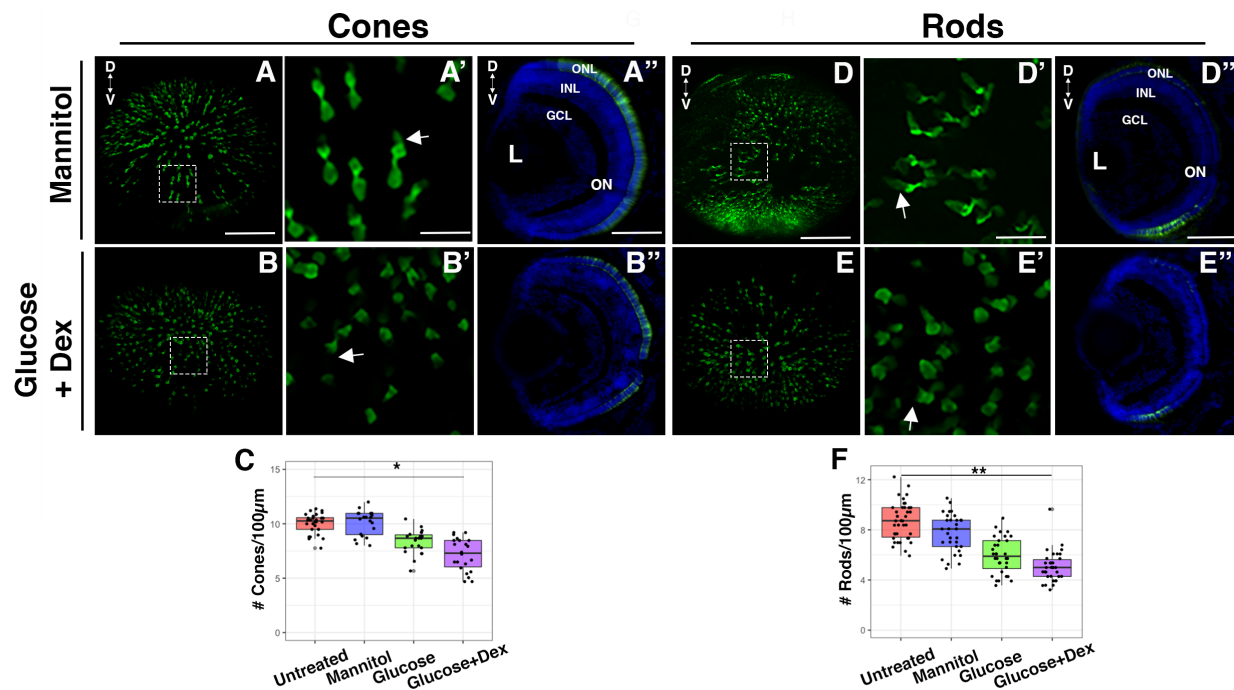 Cones
Rods
Mannitol
Glucose
+ Dex
D
V
A
A’
A”
ONL
INL
GCL
L
ON
D
V
D
D’
D”
ONL
INL
GCL
L
ON
B
B’
B”
E
E’
E”
C
# Cones/100µm
15
10
5
0
*
Untreated
Mannitol
Glucose
Glucose+Dex
F
# Rods/100µm
12
8
4
0
**
Untreated
Mannitol
Glucose
Glucose+Dex